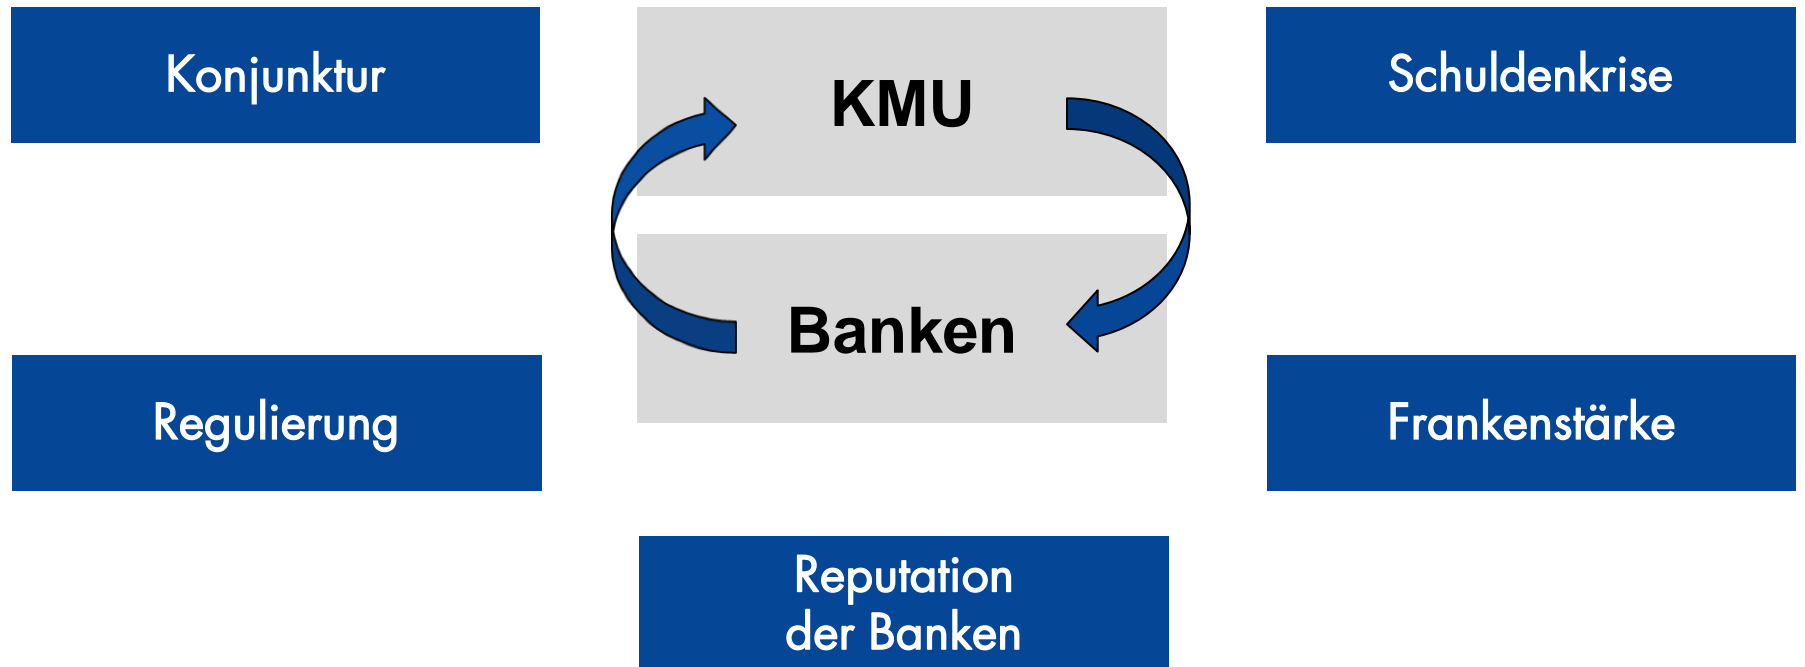 Konjunktur
KMU
Schuldenkrise
Banken
Regulierung
Frankenstärke
Reputation
der Banken